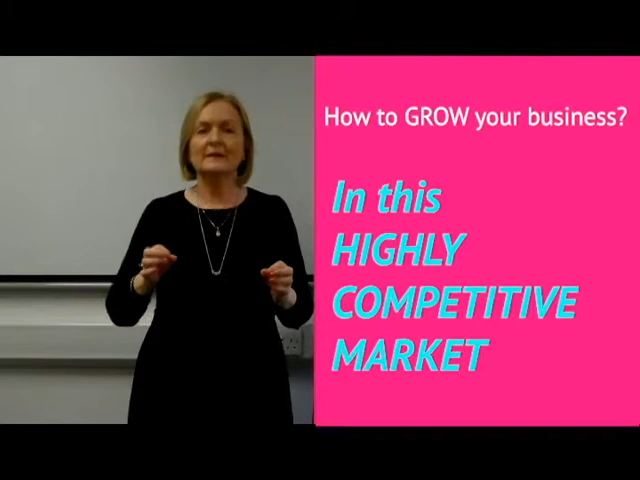 How to GROW your business?
In this
HIGHLY
COMPETITIVE
MARKET